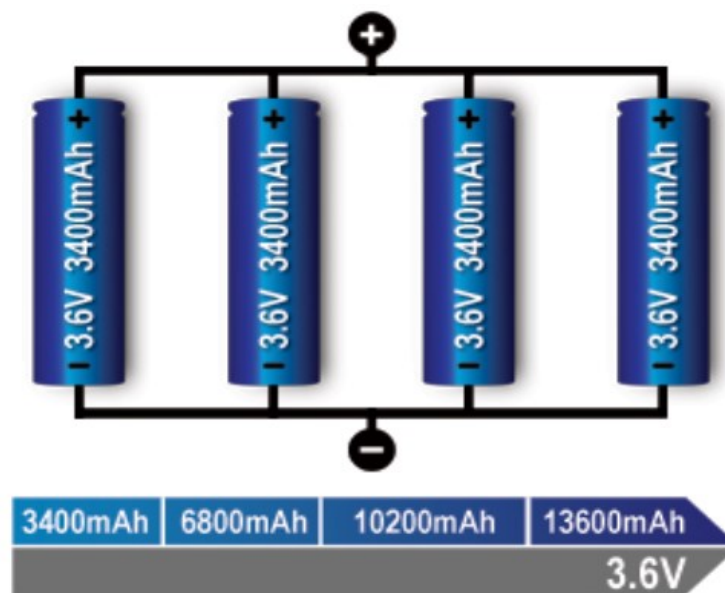 +
+ + + +
3.6V 3400mAh
3.6V 3400mAh
3.6V 3400mAh
3.6V 3400mAh
− − − −
−
3400mAh 6800mAh 10200mAh 13600mAh
3.6V